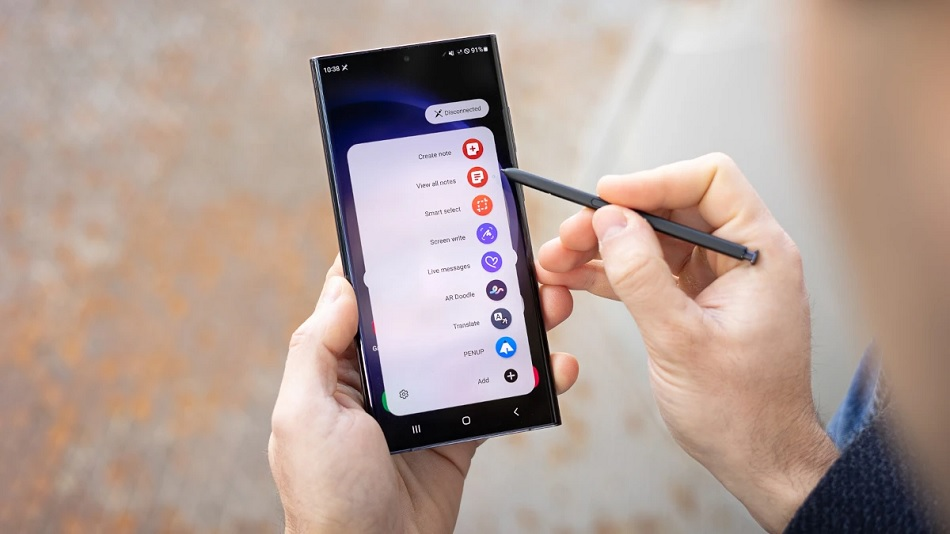 10:38
91%
Disconnected
Create note
View all notes
Smart select
Screen write
Live messages
AR Doodle
Translate
PENUP
Add